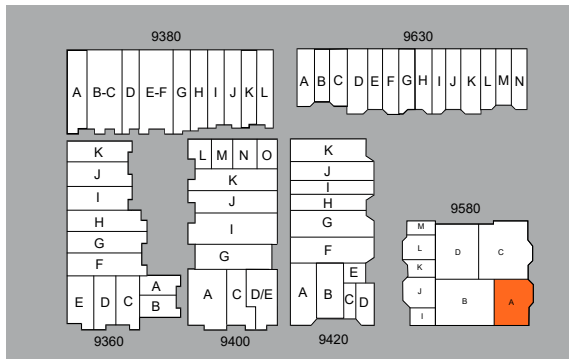 9380
9630
A B-C D E-F G H I J K L
A B C D E F G H I J K L M N
K
J
I
H
G
F
E D C A
B
9360
L M N O
K
J
I
G
A C D/E
9400
K
J
I
H
G
F
E
A B C D
9420
9580
M
L
K
J
I
D C
B A